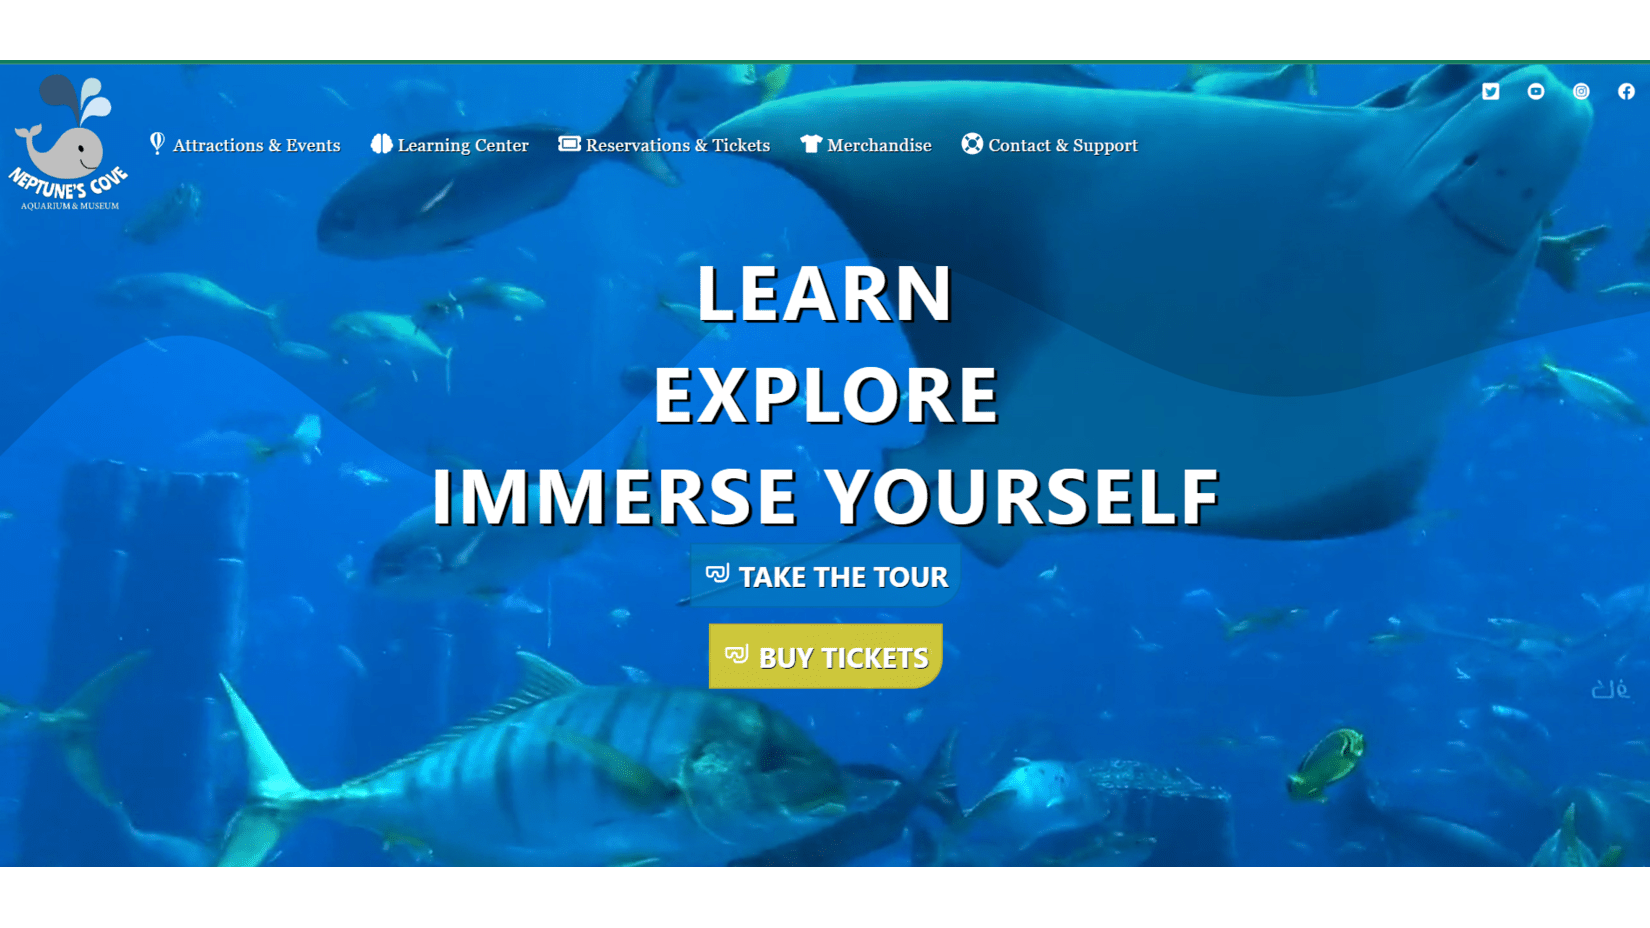 NEPTUNE'S COVE
AQUARIUM & MUSEUM
Attractions & Events
Learning Center
Reservations & Tickets
Merchandise
Contact & Support
LEARN
EXPLORE
IMMERSE YOURSELF
TAKE THE TOUR
BUY TICKETS